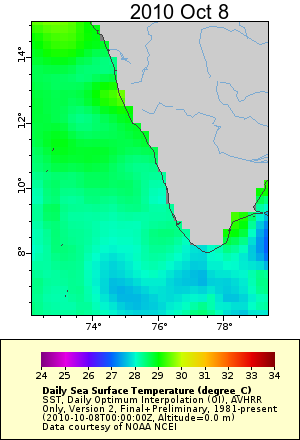 2010 Oct 8
14°
12°
10°
8°
74° 76° 78°
24 25 26 27 28 29 30 31 32 33 34
Daily Sea Surface Temperature (degree_C)
SST, Daily Optimum Interpolation (OI), AVHRR
Only, Version 2, Final+Preliminary, 1981-present
(2010-10-08T00:00:00Z, Altitude=0.0 m)
Data courtesy of NOAA NCEI